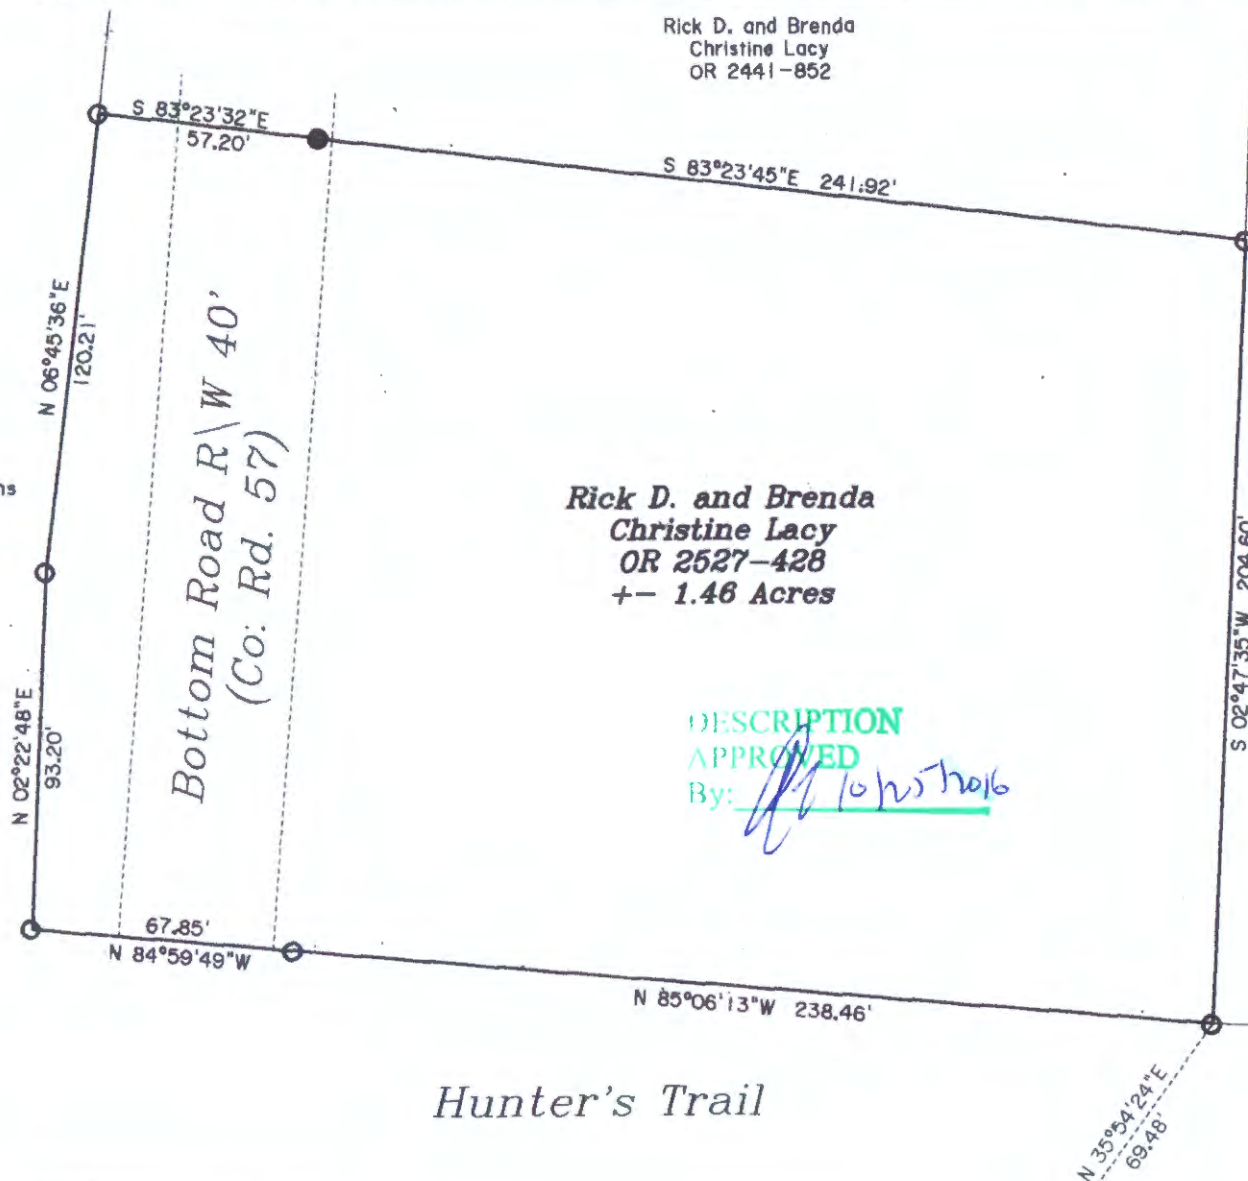 Rick D. and Brenda
Christine Lacy
OR 2441-852
S 83°23'32"E
57.20'
S 83°23'45"E 241.92'
N 06°45'36"E
120.21'
Bottom Road R\W 40'
(Co: Rd. 57)
Rick D. and Brenda
Christine Lacy
OR 2527-428
+- 1.46 Acres
S 02°47'35"W 204.60'
N 02°22'48"E
93.20'
DESCRIPTION
APPROVED
By: 10/25/2016
67.85'
N 84°59'49"W
N 85°06'13"W 238.46'
Hunter's Trail
N 35°54'24"E
69.48'